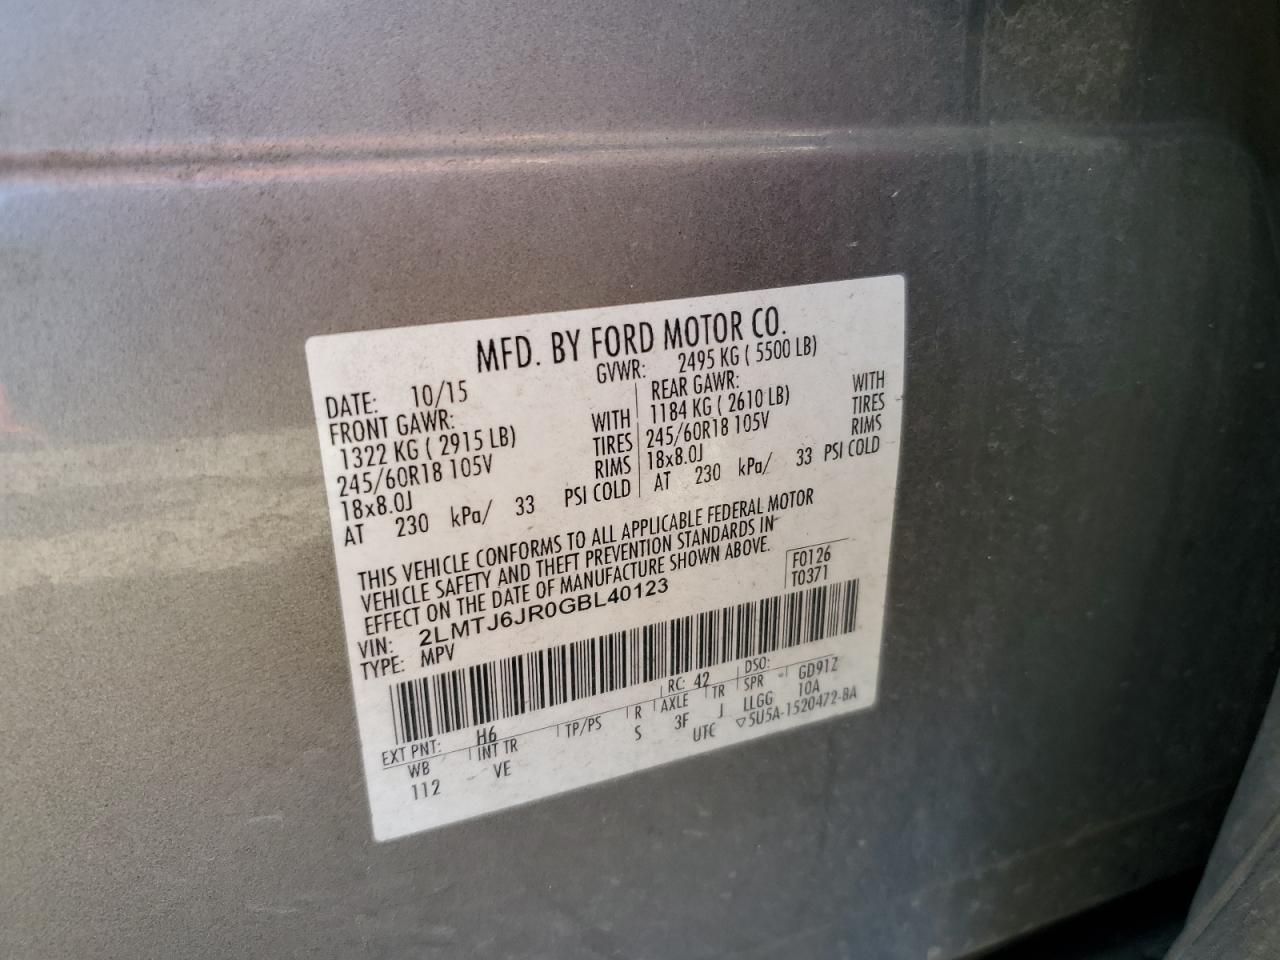 MFD. BY FORD MOTOR CO.
DATE: 10/15 GVWR: 2495 KG ( 5500 LB)
FRONT GAWR: REAR GAWR:
1322 KG ( 2915 LB) WITH 1184 KG ( 2610 LB) WITH
245/60R18 105V TIRES 245/60R18 105V TIRES
18x8.0J RIMS 18x8.0J RIMS
AT 230 kPa/ 33 PSI COLD AT 230 kPa/ 33 PSI COLD
THIS VEHICLE CONFORMS TO ALL APPLICABLE FEDERAL MOTOR
VEHICLE SAFETY AND THEFT PREVENTION STANDARDS IN
EFFECT ON THE DATE OF MANUFACTURE SHOWN ABOVE.
VIN: 2LMTJ6JR0GBL40123 F0126
TYPE: MPV T0371
EXT PNT: H6 RC: 42 DSO:
WB INT TR TP/PS R AXLE TR SPR GD91Z
112 VE S 3F J LLGG 10A
UTC ▽5U5A-1520472-BA